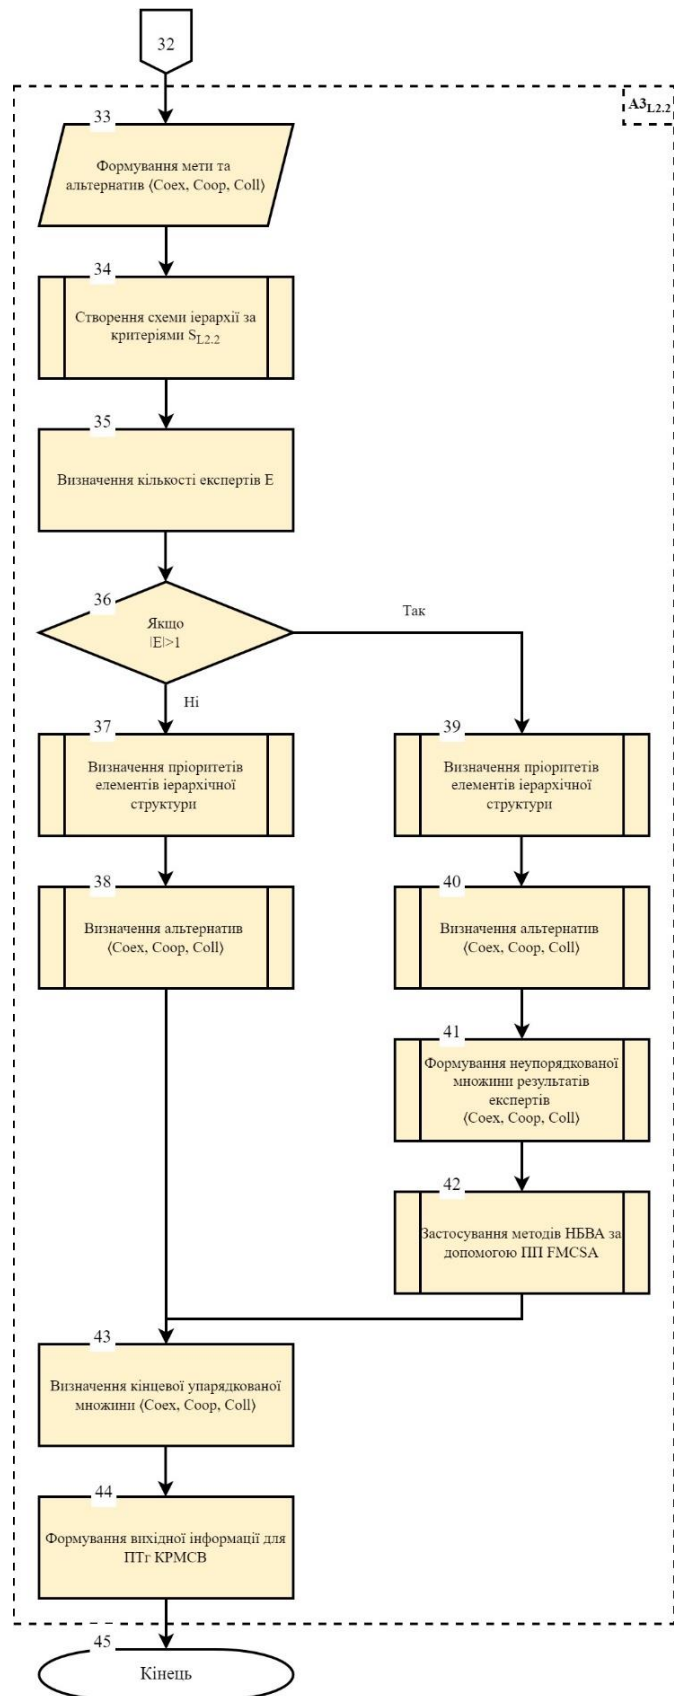 32
A3L2.2
33
Формування мети та
альтернатив ⟨Coex, Coop, Coll⟩
34
Створення схеми ієрархії за
критеріями SL2.2
35
Визначення кількості експертів E
36
Якщо
|E|>1
Так
Ні
37
Визначення пріоритетів
елементів ієрархічної
структури
39
Визначення пріоритетів
елементів ієрархічної
структури
38
Визначення альтернатив
⟨Coex, Coop, Coll⟩
40
Визначення альтернатив
⟨Coex, Coop, Coll⟩
41
Формування неупорядкованої
множини результатів
експертів
⟨Coex, Coop, Coll⟩
42
Застосування методів НБВА за
допомогою ПП FMCSA
43
Визначення кінцевої упарядкованої
множини ⟨Coex, Coop, Coll⟩
44
Формування вихідної інформації для
ПТг КРМСВ
45
Кінець